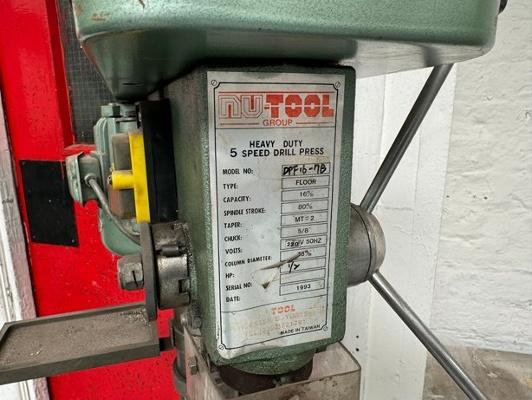 nu-TOOL
GROUP
HEAVY DUTY
5 SPEED DRILL PRESS
MODEL NO: DPF16-7B
TYPE: FLOOR
CAPACITY: 16%
SPINDLE STROKE: 80%
TAPER: MT=2
CHUCK: 5/8"
VOLTS: 220V 50HZ
COLUMN DIAMETER:
HP: 1/2
SERIAL NO:
DATE: 1993
TOOL
MADE IN TAIWAN